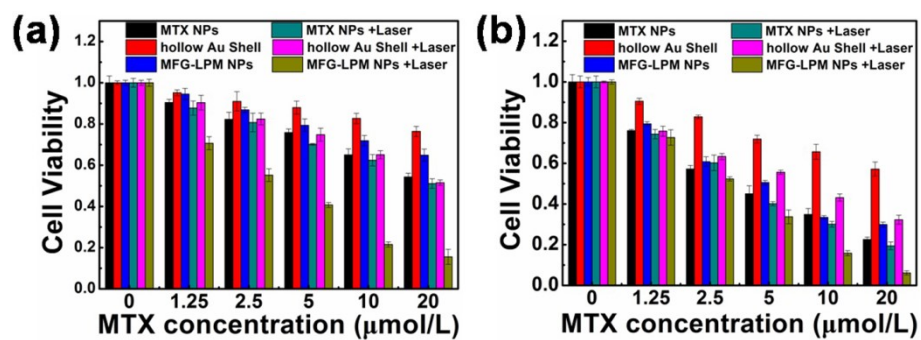 (a)
MTX NPs
MTX NPs +Laser
hollow Au Shell
hollow Au Shell +Laser
MFG-LPM NPs
MFG-LPM NPs +Laser
Cell Viability
1.2
1.0
0.8
0.6
0.4
0.2
0.0
0 1.25 2.5 5 10 20
MTX concentration (μmol/L)
(b)
MTX NPs
MTX NPs +Laser
hollow Au Shell
hollow Au Shell +Laser
MFG-LPM NPs
MFG-LPM NPs +Laser
Cell Viability
1.2
1.0
0.8
0.6
0.4
0.2
0.0
0 1.25 2.5 5 10 20
MTX concentration (μmol/L)